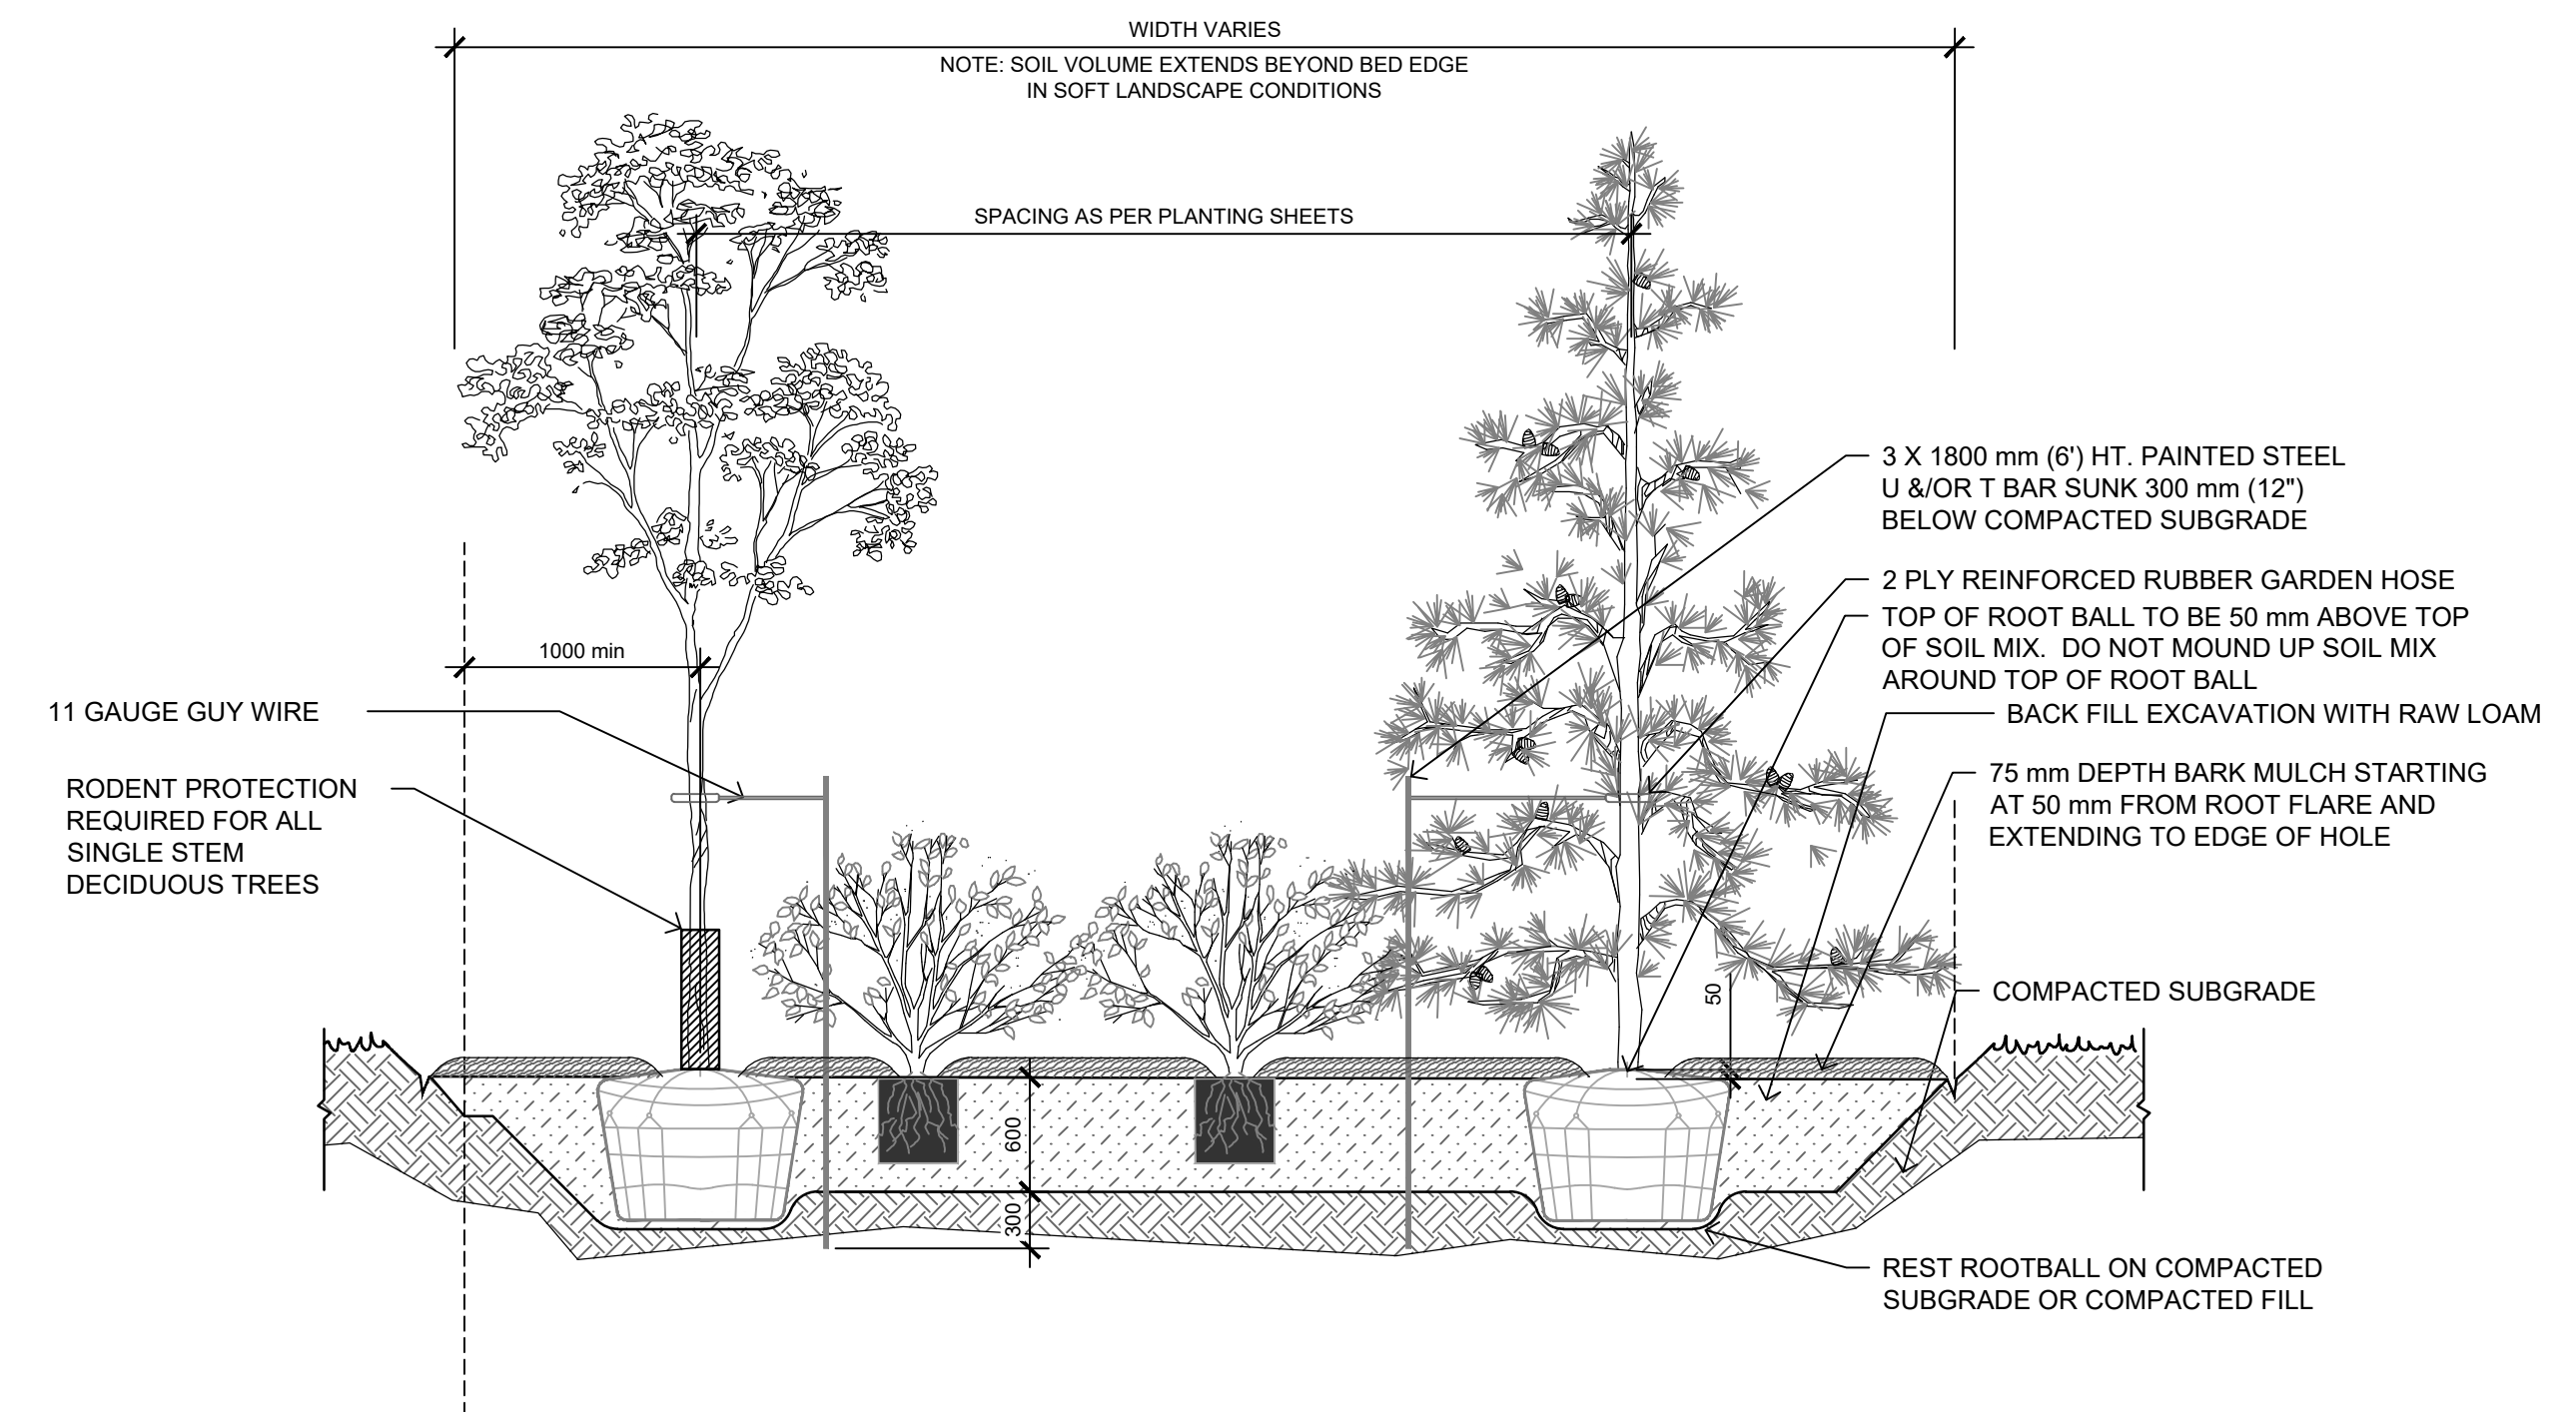 WIDTH VARIES
NOTE: SOIL VOLUME EXTENDS BEYOND BED EDGE
IN SOFT LANDSCAPE CONDITIONS
SPACING AS PER PLANTING SHEETS
3 X 1800 mm (6') HT. PAINTED STEEL
U &/OR T BAR SUNK 300 mm (12")
BELOW COMPACTED SUBGRADE
2 PLY REINFORCED RUBBER GARDEN HOSE
TOP OF ROOT BALL TO BE 50 mm ABOVE TOP
OF SOIL MIX. DO NOT MOUND UP SOIL MIX
AROUND TOP OF ROOT BALL
1000 min
11 GAUGE GUY WIRE
BACK FILL EXCAVATION WITH RAW LOAM
RODENT PROTECTION
REQUIRED FOR ALL
SINGLE STEM
DECIDUOUS TREES
75 mm DEPTH BARK MULCH STARTING
AT 50 mm FROM ROOT FLARE AND
EXTENDING TO EDGE OF HOLE
50
COMPACTED SUBGRADE
600
300
REST ROOTBALL ON COMPACTED
SUBGRADE OR COMPACTED FILL